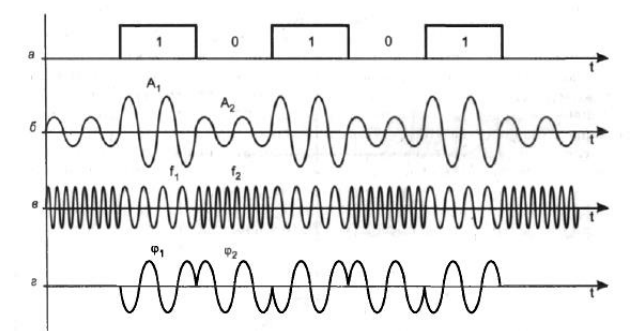 1 0 1 0 1
а t
A₁ A₂
б t
f₁ f₂
в t
φ₁ φ₂
г t